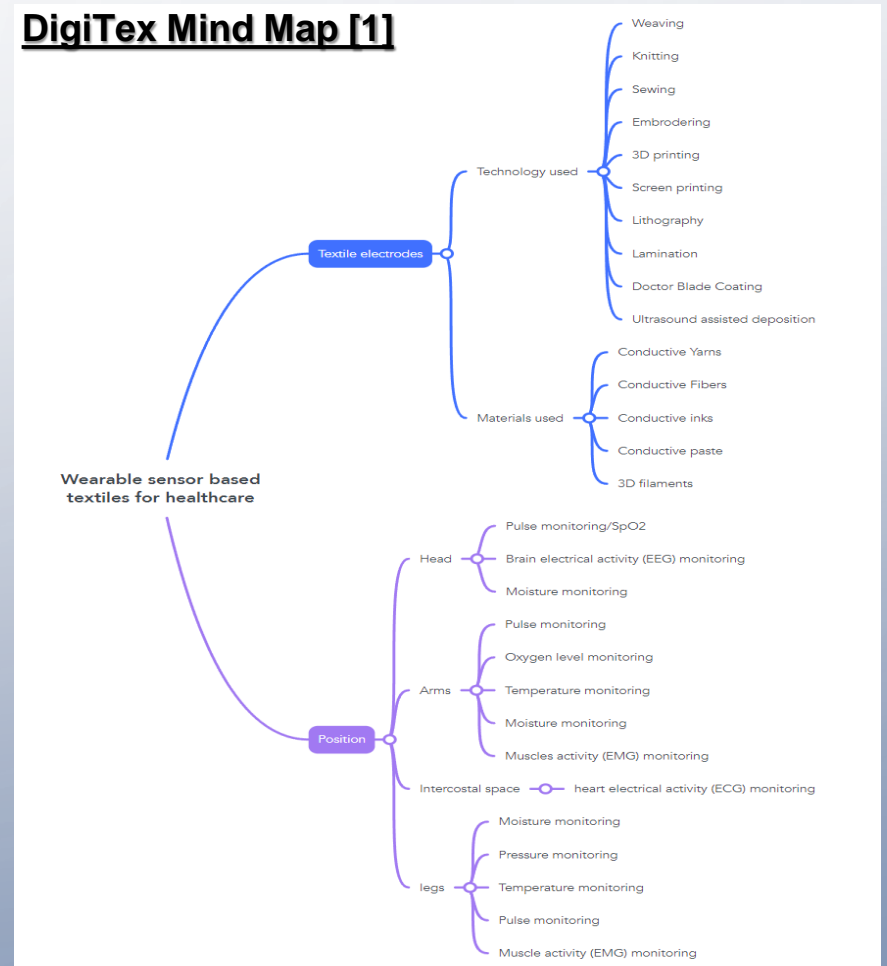 DigiTex Mind Map [1]
Weaving
Knitting
Sewing
Embrodering
3D printing
Technology used
Screen printing
Lithography
Textile electrodes
Lamination
Doctor Blade Coating
Ultrasound assisted deposition
Conductive Yarns
Conductive Fibers
Materials used
Conductive inks
Conductive paste
3D filaments
Wearable sensor based
textiles for healthcare
Pulse monitoring/SpO2
Head
Brain electrical activity (EEG) monitoring
Moisture monitoring
Pulse monitoring
Oxygen level monitoring
Arms
Temperature monitoring
Moisture monitoring
Position
Muscles activity (EMG) monitoring
Intercostal space
heart electrical activity (ECG) monitoring
Moisture monitoring
Pressure monitoring
legs
Temperature monitoring
Pulse monitoring
Muscle activity (EMG) monitoring